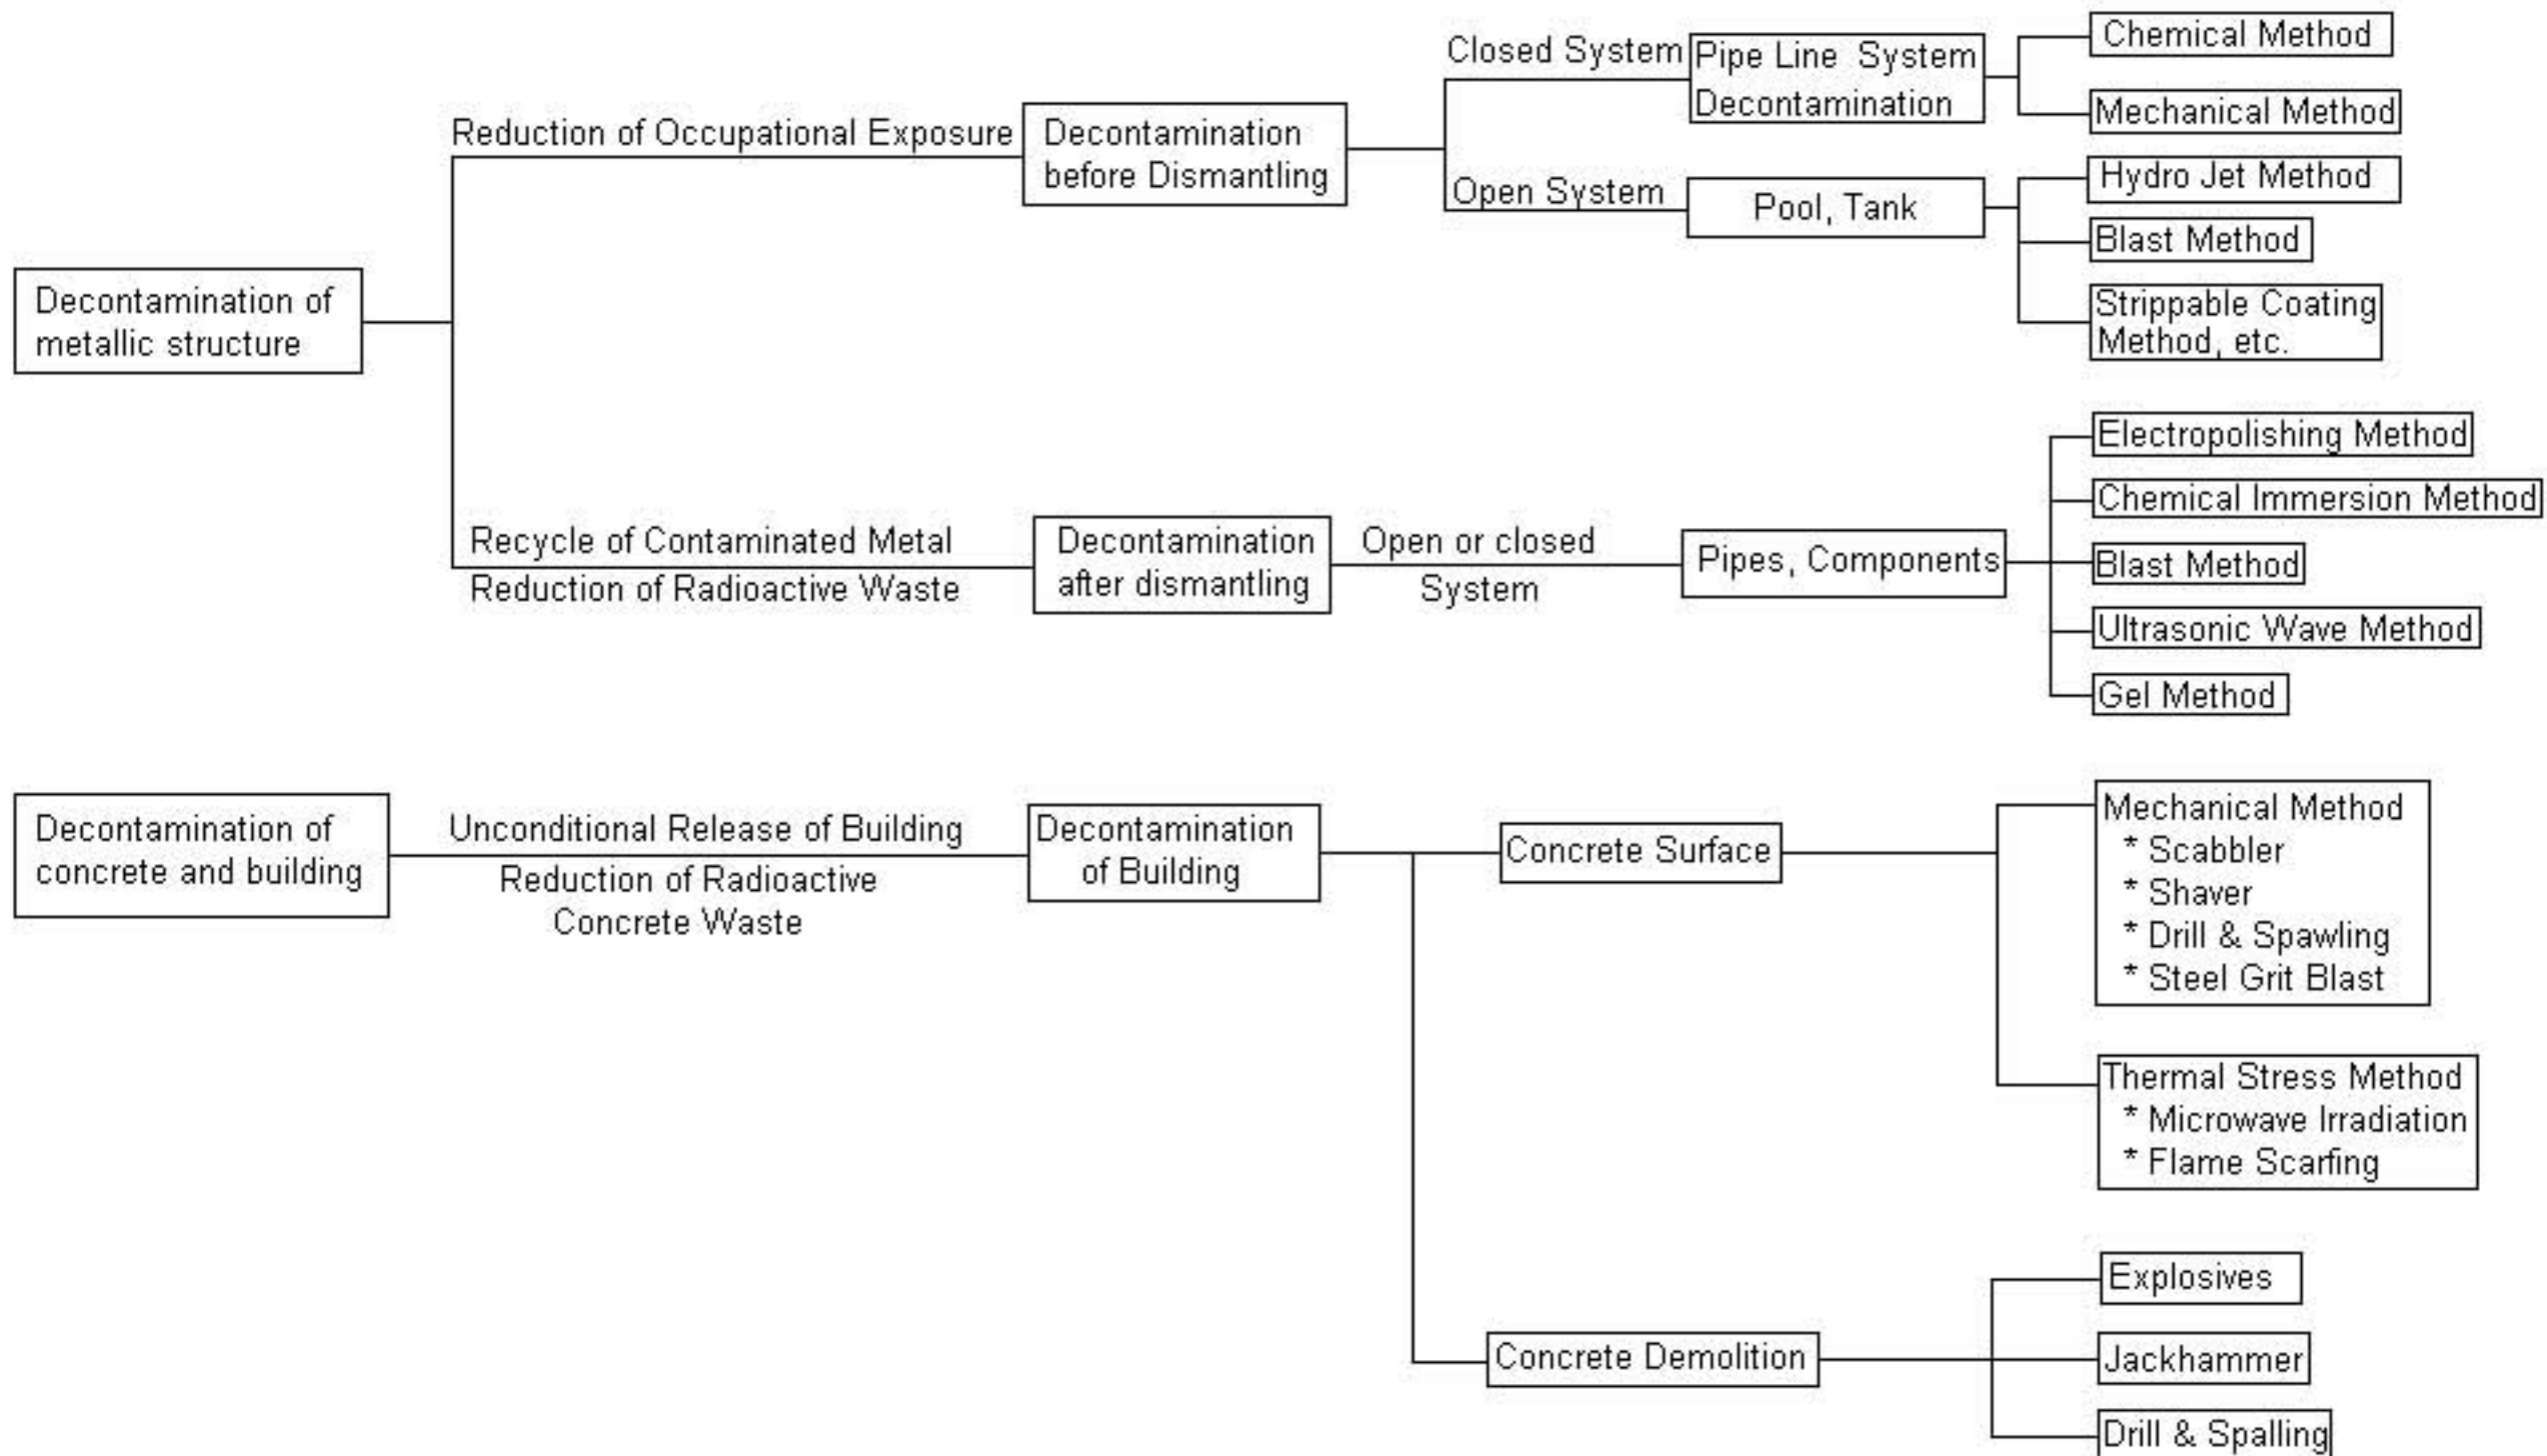 Decontamination of
metallic structure
Reduction of Occupational Exposure
Decontamination
before Dismantling
Closed System
Pipe Line System
Decontamination
Chemical Method
Mechanical Method
Open System
Pool, Tank
Hydro Jet Method
Blast Method
Strippable Coating
Method, etc.
Recycle of Contaminated Metal
Reduction of Radioactive Waste
Decontamination
after dismantling
Open or closed
System
Pipes, Components
Electropolishing Method
Chemical Immersion Method
Blast Method
Ultrasonic Wave Method
Gel Method
Decontamination of
concrete and building
Unconditional Release of Building
Reduction of Radioactive
Concrete Waste
Decontamination
of Building
Concrete Surface
Mechanical Method
* Scabbler
* Shaver
* Drill & Spawling
* Steel Grit Blast
Thermal Stress Method
* Microwave Irradiation
* Flame Scarfing
Concrete Demolition
Explosives
Jackhammer
Drill & Spalling